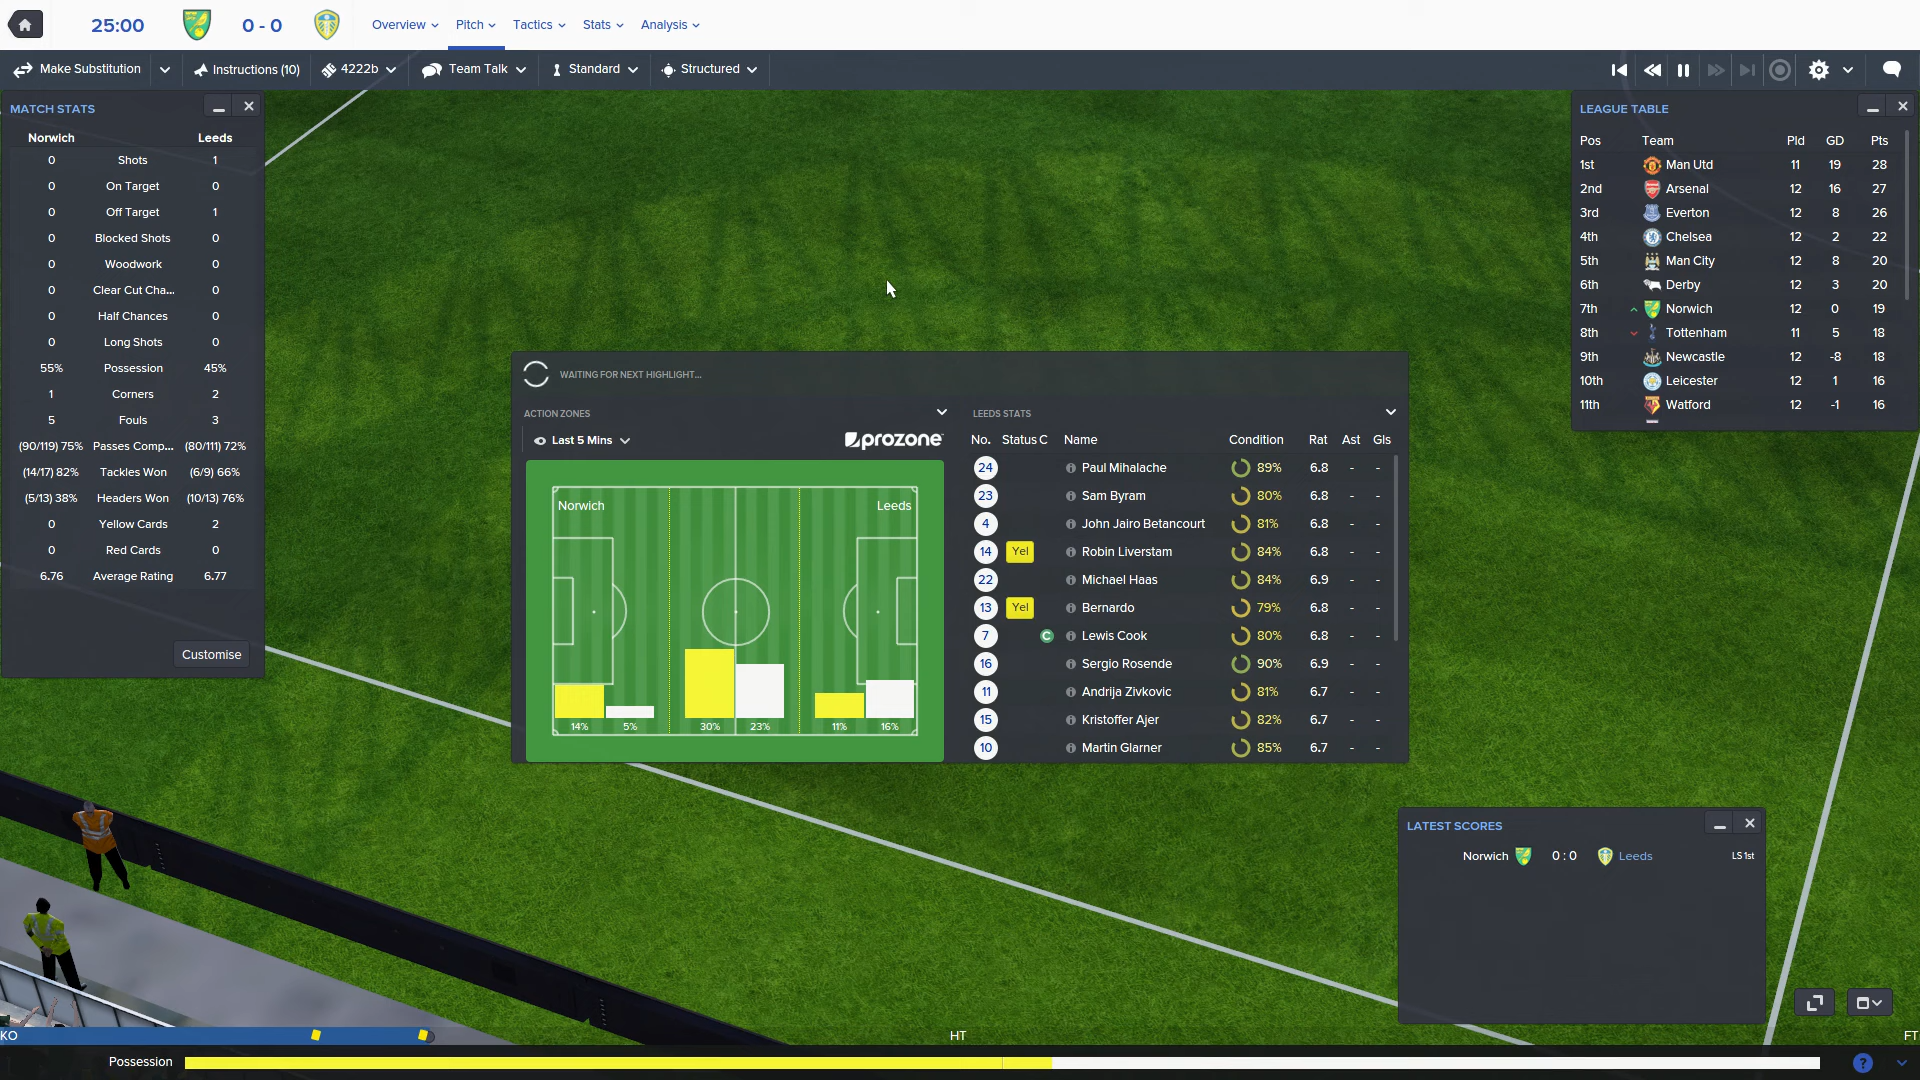 25:00
0 - 0
Overview
Pitch
Tactics
Stats
Analysis
Make Substitution
Instructions (10)
4222b
Team Talk
Standard
Structured
MATCH STATS
Norwich Leeds
0 Shots 1
0 On Target 0
0 Off Target 1
0 Blocked Shots 0
0 Woodwork 0
0 Clear Cut Cha... 0
0 Half Chances 0
0 Long Shots 0
55% Possession 45%
1 Corners 2
5 Fouls 3
(90/119) 75% Passes Comp... (80/111) 72%
(14/17) 82% Tackles Won (6/9) 66%
(5/13) 38% Headers Won (10/13) 76%
0 Yellow Cards 2
0 Red Cards 0
6.76 Average Rating 6.77
Customise
LEAGUE TABLE
Pos Team Pld GD Pts
1st Man Utd 11 19 28
2nd Arsenal 12 16 27
3rd Everton 12 8 26
4th Chelsea 12 2 22
5th Man City 12 8 20
6th Derby 12 3 20
7th Norwich 12 0 19
8th Tottenham 11 5 18
9th Newcastle 12 -8 18
10th Leicester 12 1 16
11th Watford 12 -1 16
WAITING FOR NEXT HIGHLIGHT...
ACTION ZONES
Last 5 Mins
prozone
Norwich Leeds
14% 5% 30% 23% 11% 16%
LEEDS STATS
No. Status C Name Condition Rat Ast Gls
24 Paul Mihalache 89% 6.8 - -
23 Sam Byram 80% 6.8 - -
4 John Jairo Betancourt 81% 6.8 - -
14 Yel Robin Liverstam 84% 6.8 - -
22 Michael Haas 84% 6.9 - -
13 Yel Bernardo 79% 6.8 - -
7 C Lewis Cook 80% 6.8 - -
16 Sergio Rosende 90% 6.9 - -
11 Andrija Zivkovic 81% 6.7 - -
15 Kristoffer Ajer 82% 6.7 - -
10 Martin Glarner 85% 6.7 - -
LATEST SCORES
Norwich 0 : 0 Leeds LS 1st
KO HT FT
Possession
?